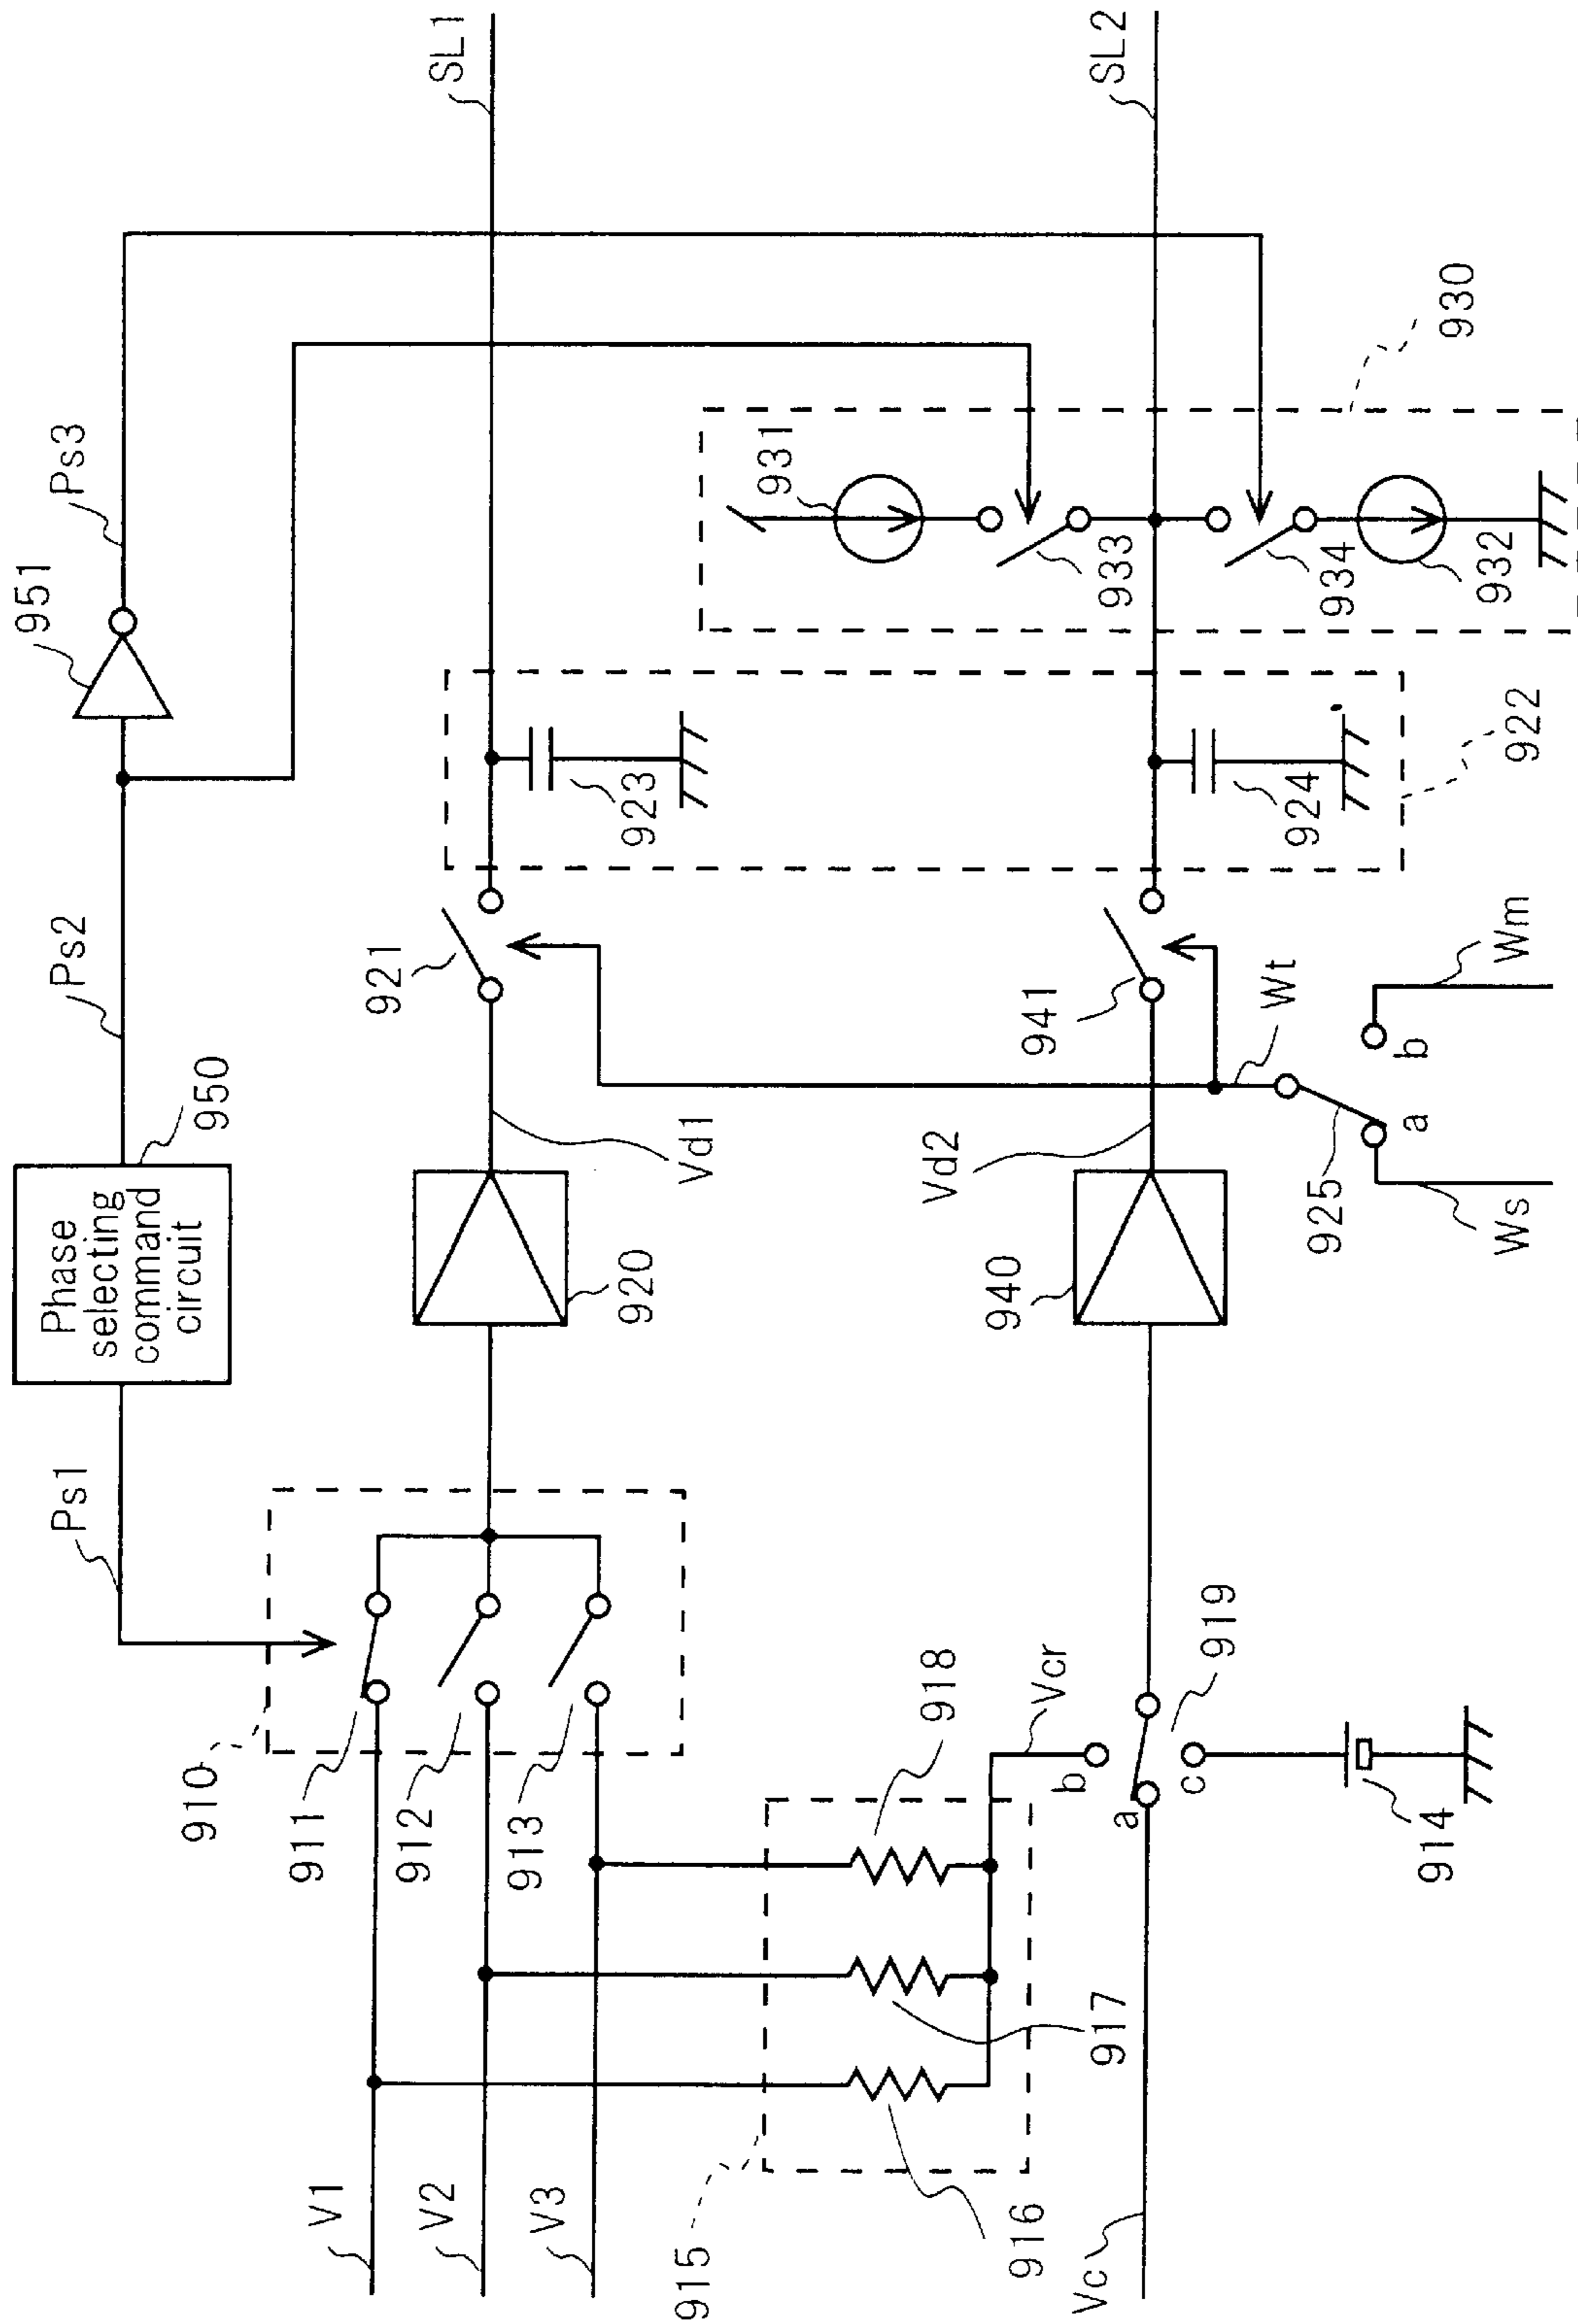 Ps1
Phase
selecting
command
circuit
950
Ps2
951
Ps3
910
911
912
913
920
Vd1
921
SL1
V1
V2
V3
915
916
917
918
Vcr
b
a
c
919
914
Vc
940
Vd2
941
Wt
925
a
b
Ws
Wm
923
924
922
931
933
934
932
930
SL2